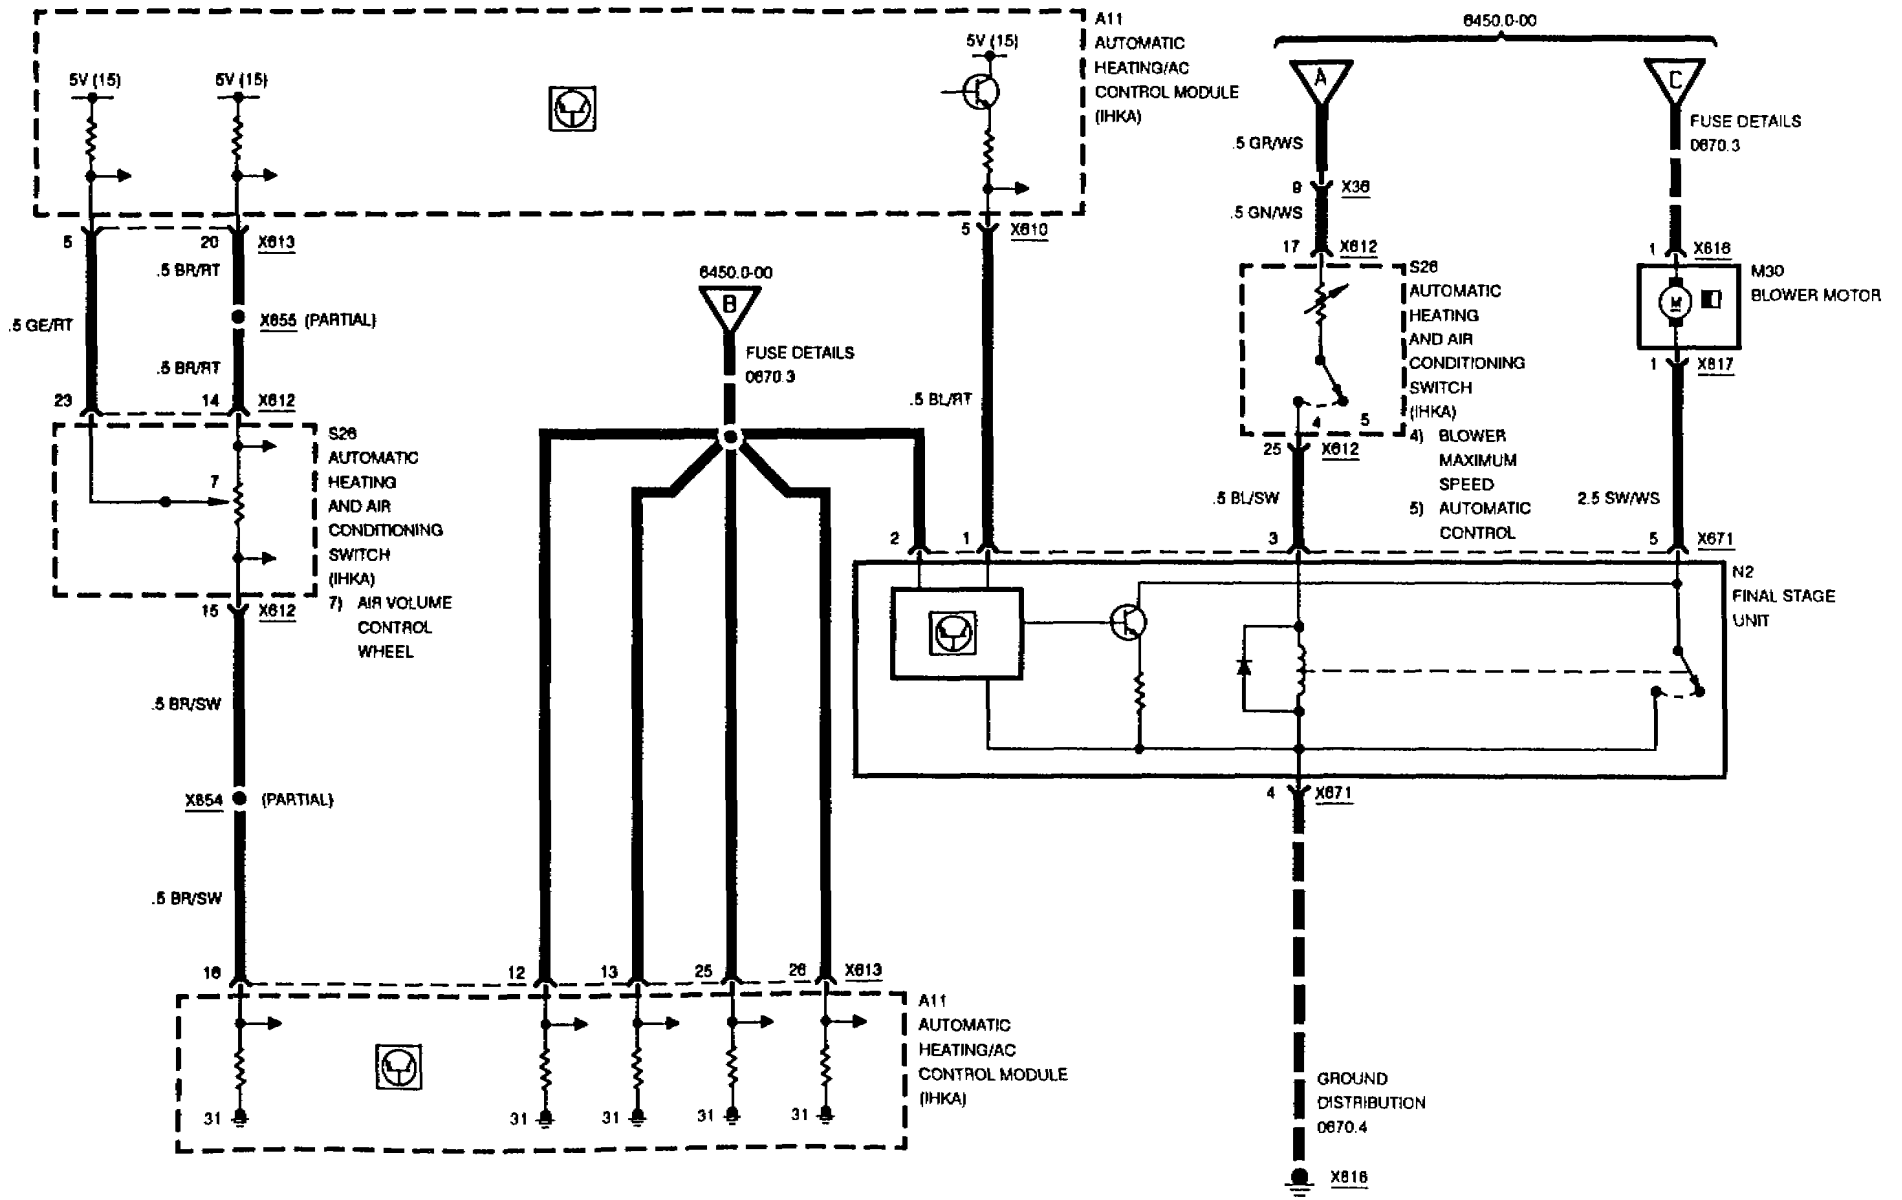 A11
AUTOMATIC
HEATING/AC
CONTROL MODULE
(IHKA)
5V (15)
5V (15)
5V (15)
6450.0-00
A
C
FUSE DETAILS
0670.3
.5 GR/WS
9
X36
.5 GN/WS
17
X612
1
X616
5
20
X613
5
X610
.5 BR/RT
.5 GE/RT
X655 (PARTIAL)
.5 BR/RT
23
14
X612
6450.0-00
B
FUSE DETAILS
0670.3
.5 BL/RT
S26
AUTOMATIC
HEATING
AND AIR
CONDITIONING
SWITCH
(IHKA)
4) BLOWER
MAXIMUM
SPEED
5) AUTOMATIC
CONTROL
4
5
M30
BLOWER MOTOR
M
1
X617
25
X612
.5 BL/SW
2.5 SW/WS
S26
AUTOMATIC
HEATING
AND AIR
CONDITIONING
SWITCH
(IHKA)
7) AIR VOLUME
CONTROL
WHEEL
7
15
X612
2
1
3
5
X671
N2
FINAL STAGE
UNIT
.5 BR/SW
X654
(PARTIAL)
.5 BR/SW
4
X671
16
12
13
25
26
X613
A11
AUTOMATIC
HEATING/AC
CONTROL MODULE
(IHKA)
31
31
31
31
31
GROUND
DISTRIBUTION
0670.4
X616